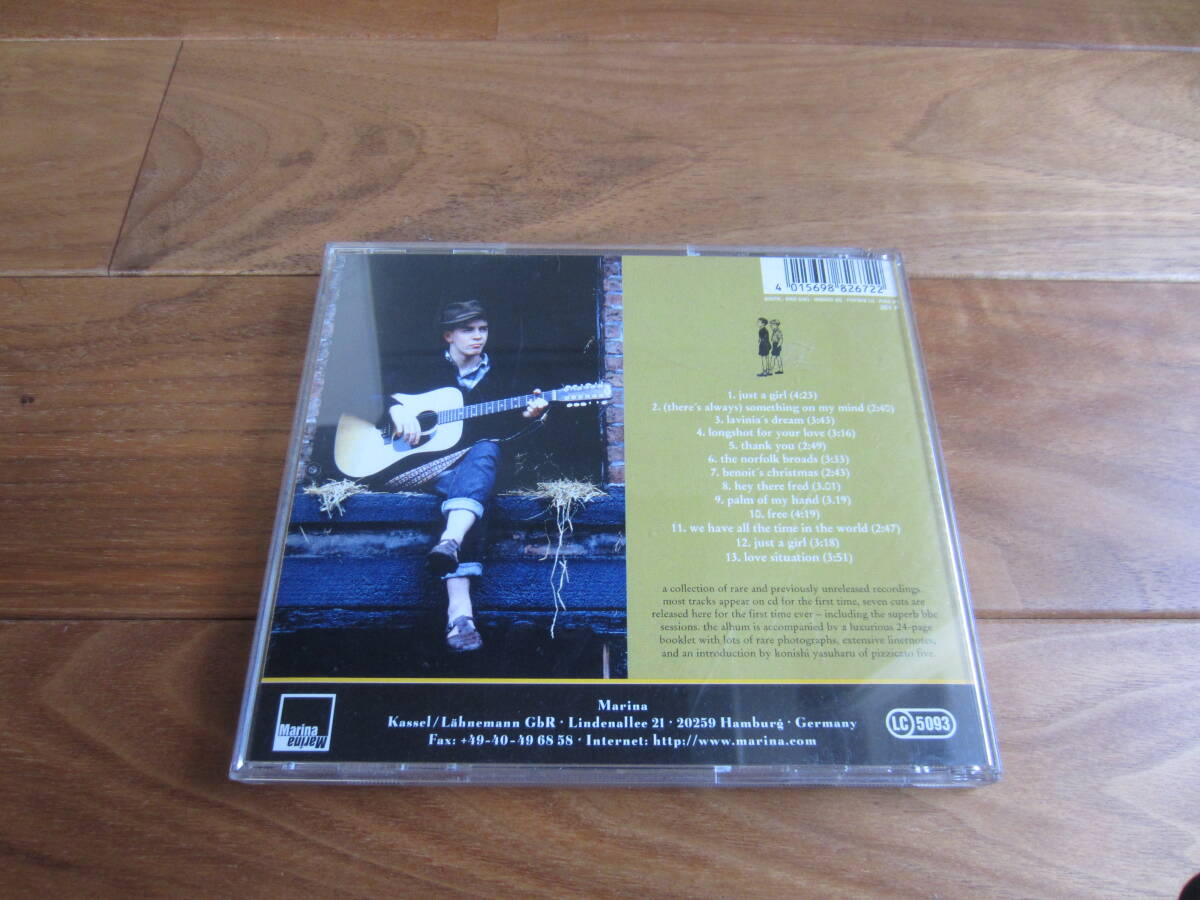 4 015698 826722
1. just a girl (4:23)
2. (there´s always) something on my mind (2:40)
3. lavinia´s dream (3:43)
4. longshot for your love (3:16)
5. thank you (2:49)
6. the norfolk broads (3:33)
7. benoit´s christmas (2:43)
8. hey there fred (3.01)
9. palm of my hand (3.19)
10. free (4:19)
11. we have all the time in the world (2:47)
12. just a girl (3:18)
13. love situation (3:51)
a collection of rare and previously unreleased recordings.
most tracks appear on cd for the first time, seven cuts are
released here for the first time ever – including the superb bbc
sessions. the album is accompanied by a luxurious 24-page
booklet with lots of rare photographs, extensive linernotes,
and an introduction by konishi yasuharu of pizzicato five.
Marina
Marina
Marina
Kassel/Lähnemann GbR · Lindenallee 21 · 20259 Hamburg · Germany
Fax: +49-40-49 68 58 · Internet: http://www.marina.com
LC 5093